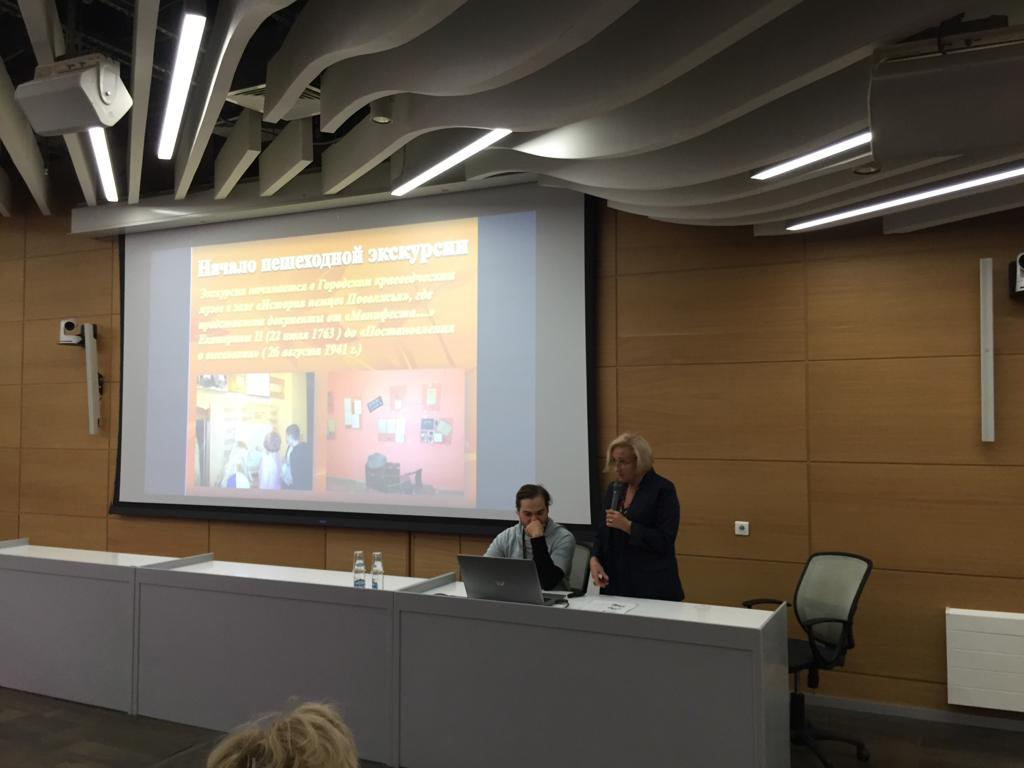 Начало пешеходной экскурсии
Экскурсия начинается в Городском краеведческом
музее в зале «История немцев Поволжья», где
представлены документы от «Манифеста...»
Екатерины II (22 июля 1763 ) до «Постановления
о выселении» ( 26 августа 1941 г.)